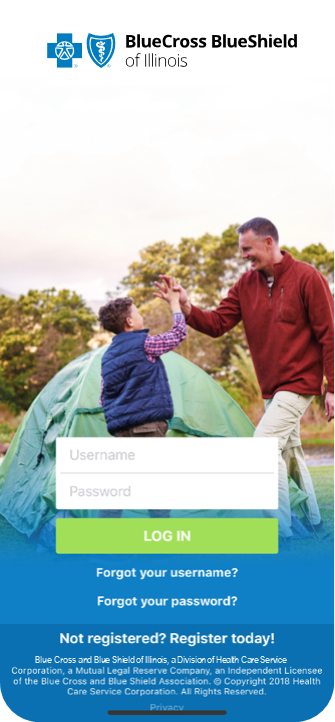 BlueCross BlueShield
of Illinois
Username
Password
LOG IN
Forgot your username?
Forgot your password?
Not registered? Register today!
Blue Cross and Blue Shield of Illinois, a Division of Health Care Service
Corporation, a Mutual Legal Reserve Company, an Independent Licensee
of the Blue Cross and Blue Shield Association. © Copyright 2018 Health
Care Service Corporation. All Rights Reserved.
Privacy